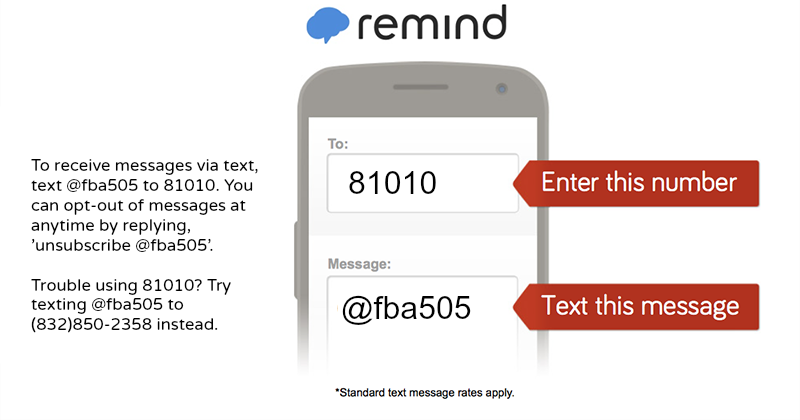 remind
To receive messages via text,
text @fba505 to 81010. You
can opt-out of messages at
anytime by replying,
’unsubscribe @fba505’.
Trouble using 81010? Try
texting @fba505 to
(832)850-2358 instead.
To:
81010
Enter this number
Message:
@fba505
Text this message
*Standard text message rates apply.